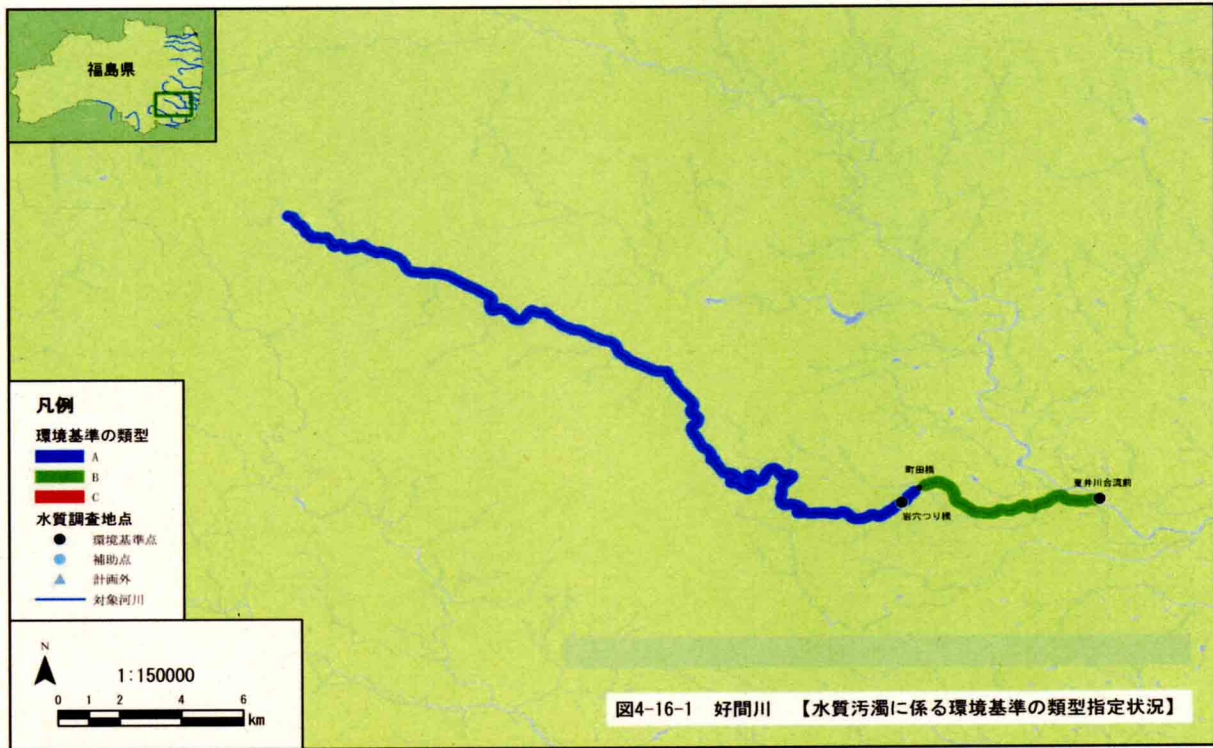 福島県
町田橋
夏井川合流前
岩穴つり橋
凡例
環境基準の類型
A
B
C
水質調査地点
環境基準点
補助点
計画外
対象河川
N
1:150000
0 1 2 4 6
km
図4-16-1 好間川 【水質汚濁に係る環境基準の類型指定状況】